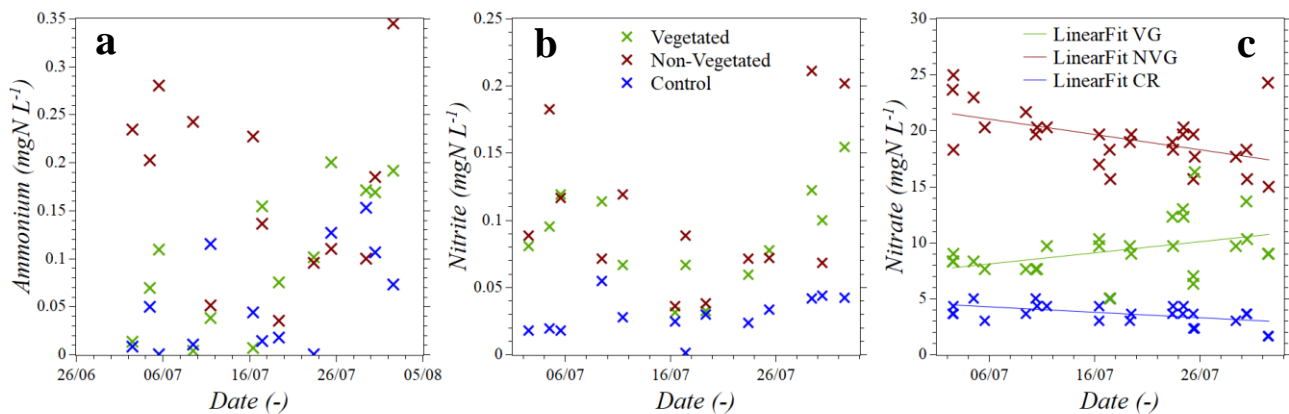 a
0.35
0.3
0.25
0.2
0.15
0.1
0.05
0
Ammonium (mgN L-1)
26/06 06/07 16/07 26/07 05/08
Date (-)
b
Vegetated
Non-Vegetated
Control
0.25
0.2
0.15
0.1
0.05
0
Nitrite (mgN L-1)
06/07 16/07 26/07
Date (-)
c
LinearFit VG
LinearFit NVG
LinearFit CR
30
25
20
15
10
5
0
Nitrate (mgN L-1)
06/07 16/07 26/07
Date (-)